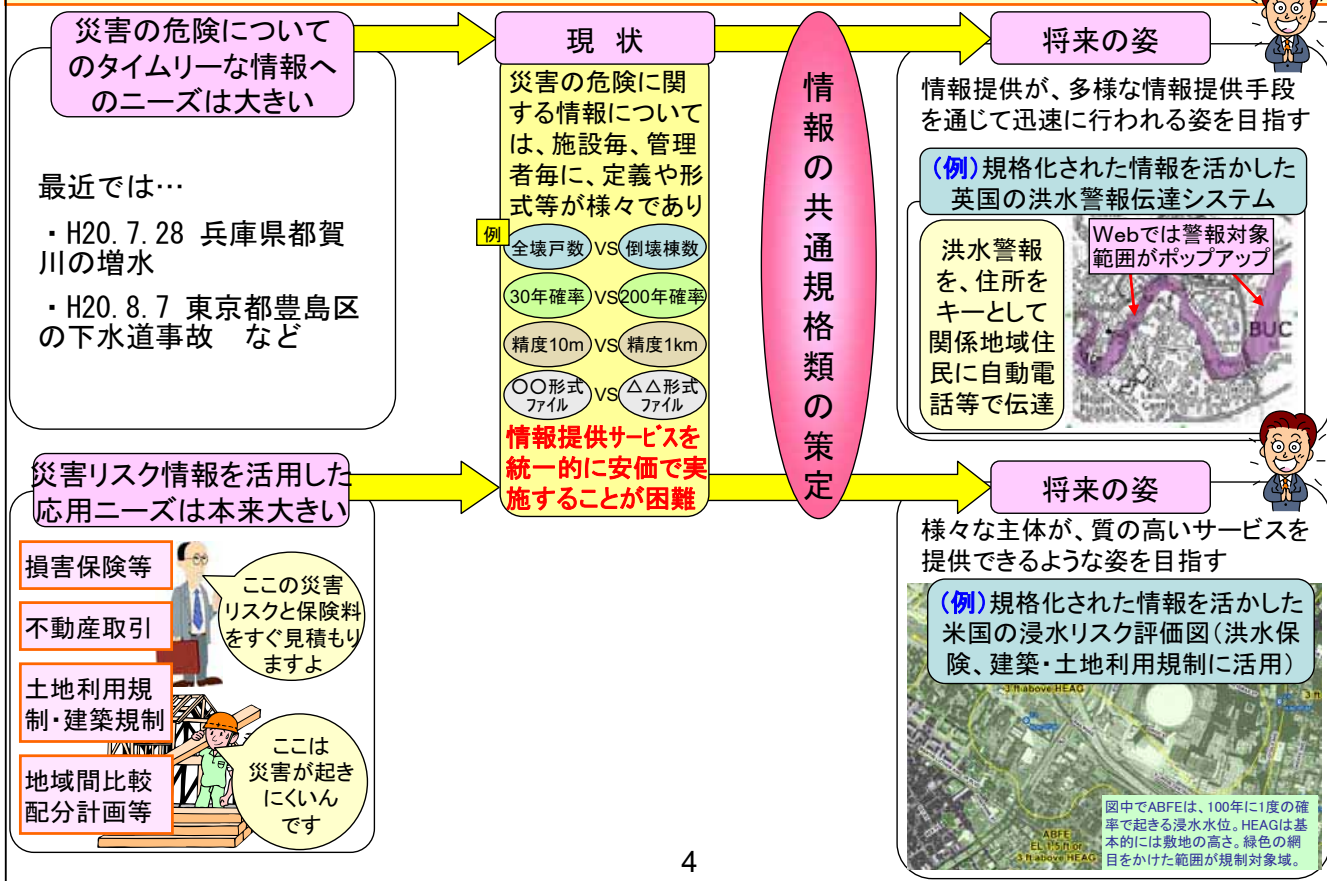 災害の危険について
のタイムリーな情報へ
のニーズは大きい
最近では…
・H20.7.28 兵庫県都賀
川の増水
・H20.8.7 東京都豊島区
の下水道事故 など
災害リスク情報を活用した
応用ニーズは本来大きい
損害保険等
不動産取引
土地利用規
制・建築規制
地域間比較
配分計画等
ここの災害
リスクと保険料
をすぐ見積もり
ますよ
ここは
災害が起き
にくいん
です
現 状
災害の危険に関
する情報について
は、施設毎、管理
者毎に、定義や形
式等が様々であり
例
全壊戸数 VS 倒壊棟数
30年確率 VS 200年確率
精度10m VS 精度1km
〇〇形式
ファイル
VS
△△形式
ファイル
情報提供サービスを
統一的に安価で実
施することが困難
情報の共通規格類の策定
将来の姿
情報提供が、多様な情報提供手段
を通じて迅速に行われる姿を目指す
(例)規格化された情報を活かした
英国の洪水警報伝達システム
洪水警報
を、住所を
キーとして
関係地域住
民に自動電
話等で伝達
Webでは警報対象
範囲がポップアップ
BUC
将来の姿
様々な主体が、質の高いサービスを
提供できるような姿を目指す
(例)規格化された情報を活かした
米国の浸水リスク評価図(洪水保
険、建築・土地利用規制に活用)
3 ft above HEAG
3 ft
ABFE
EL 1.5 ft or
3 ft above HEAG
図中でABFEは、100年に1度の確
率で起きる浸水水位。HEAGは基
本的には敷地の高さ。緑色の網
目をかけた範囲が規制対象域。
4